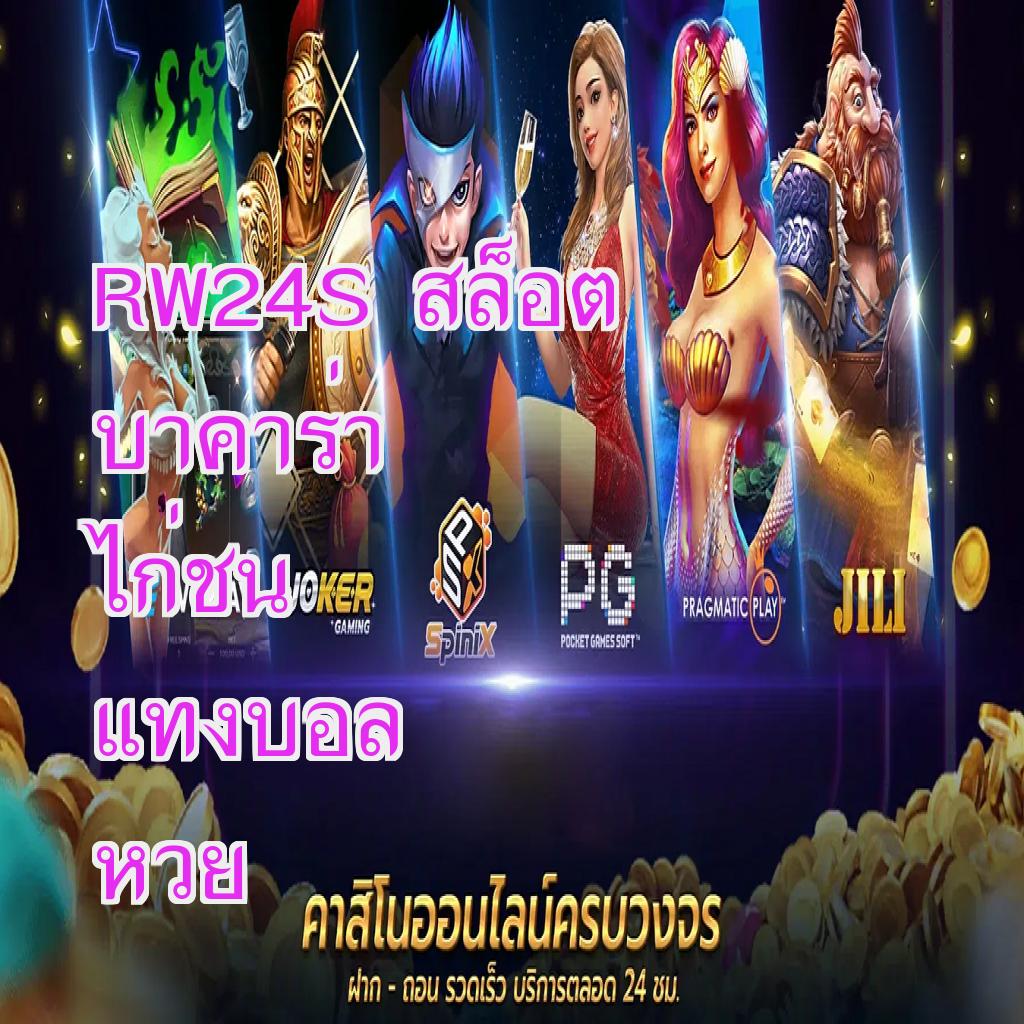 RW24S สล็อต
บาคาร่า
ไก่ชน
แทงบอล
หวย
JOKER
GAMING
SpiniX
PG
POCKET GAMES SOFT™
PRAGMATIC PLAY™
JILI
คาสิโนออนไลน์ครบวงจร
ฝาก - ถอน รวดเร็ว บริการตลอด 24 ชม.